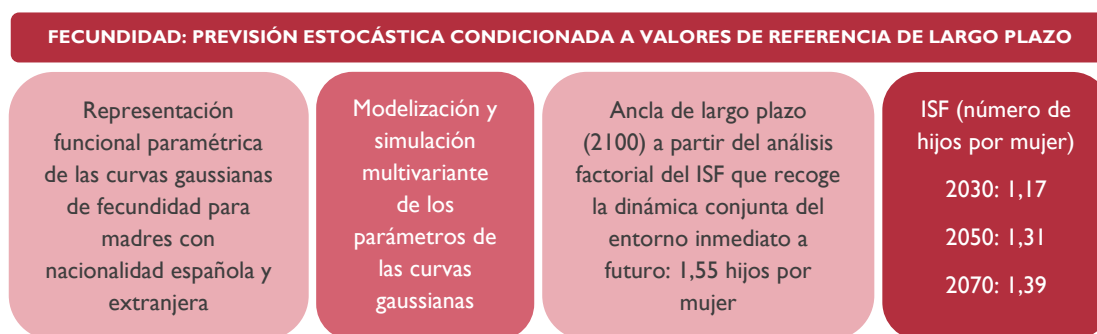 FECUNDIDAD: PREVISIÓN ESTOCÁSTICA CONDICIONADA A VALORES DE REFERENCIA DE LARGO PLAZO
Representación
funcional paramétrica
de las curvas gaussianas
de fecundidad para
madres con
nacionalidad española y
extranjera
Modelización y
simulación
multivariante
de los
parámetros de
las curvas
gaussianas
Ancla de largo plazo
(2100) a partir del análisis
factorial del ISF que recoge
la dinámica conjunta del
entorno inmediato a
futuro: 1,55 hijos por
mujer
ISF (número de
hijos por mujer)
2030: 1,17
2050: 1,31
2070: 1,39